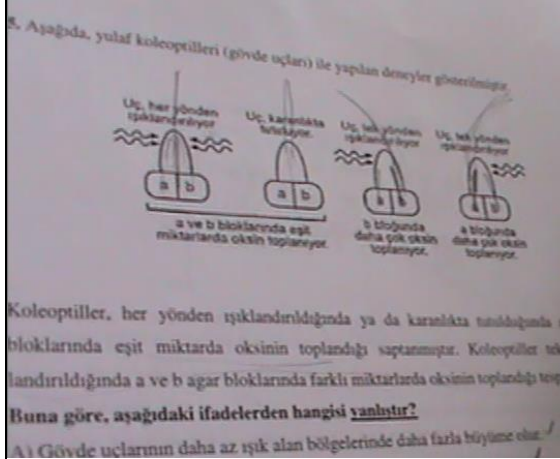 8. Aşağıda, yulaf koleoptilleri (gövde uçları) ile yapılan deneyler gösterilmiştir.
Uç, her yönden
ışıklandırılıyor
Uç, karanlıkta
tutuluyor.
Uç, tek yönden
ışıklandırılıyor
Uç, tek yönden
ışıklandırılıyor
a b
a b
a b
a b
a ve b bloklarında eşit
miktarlarda oksin toplanıyor.
b bloğunda
daha çok oksin
toplanıyor.
a bloğunda
daha çok oksin
toplanıyor.
Koleoptiller, her yönden ışıklandırıldığında ya da karanlıkta tutulduğunda
bloklarında eşit miktarda oksinin toplandığı saptanmıştır. Koleoptiller
landırıldığında a ve b agar bloklarında farklı miktarlarda oksinin toplandığı
Buna göre, aşağıdaki ifadelerden hangisi yanlıştır?
A) Gövde uçlarının daha az ışık alan bölgelerinde daha fazla büyüme olur.